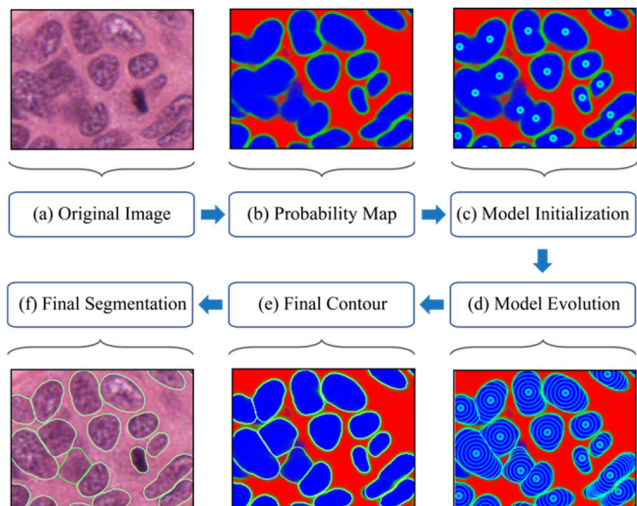 (a) Original Image
(b) Probability Map
(c) Model Initialization
(f) Final Segmentation
(e) Final Contour
(d) Model Evolution